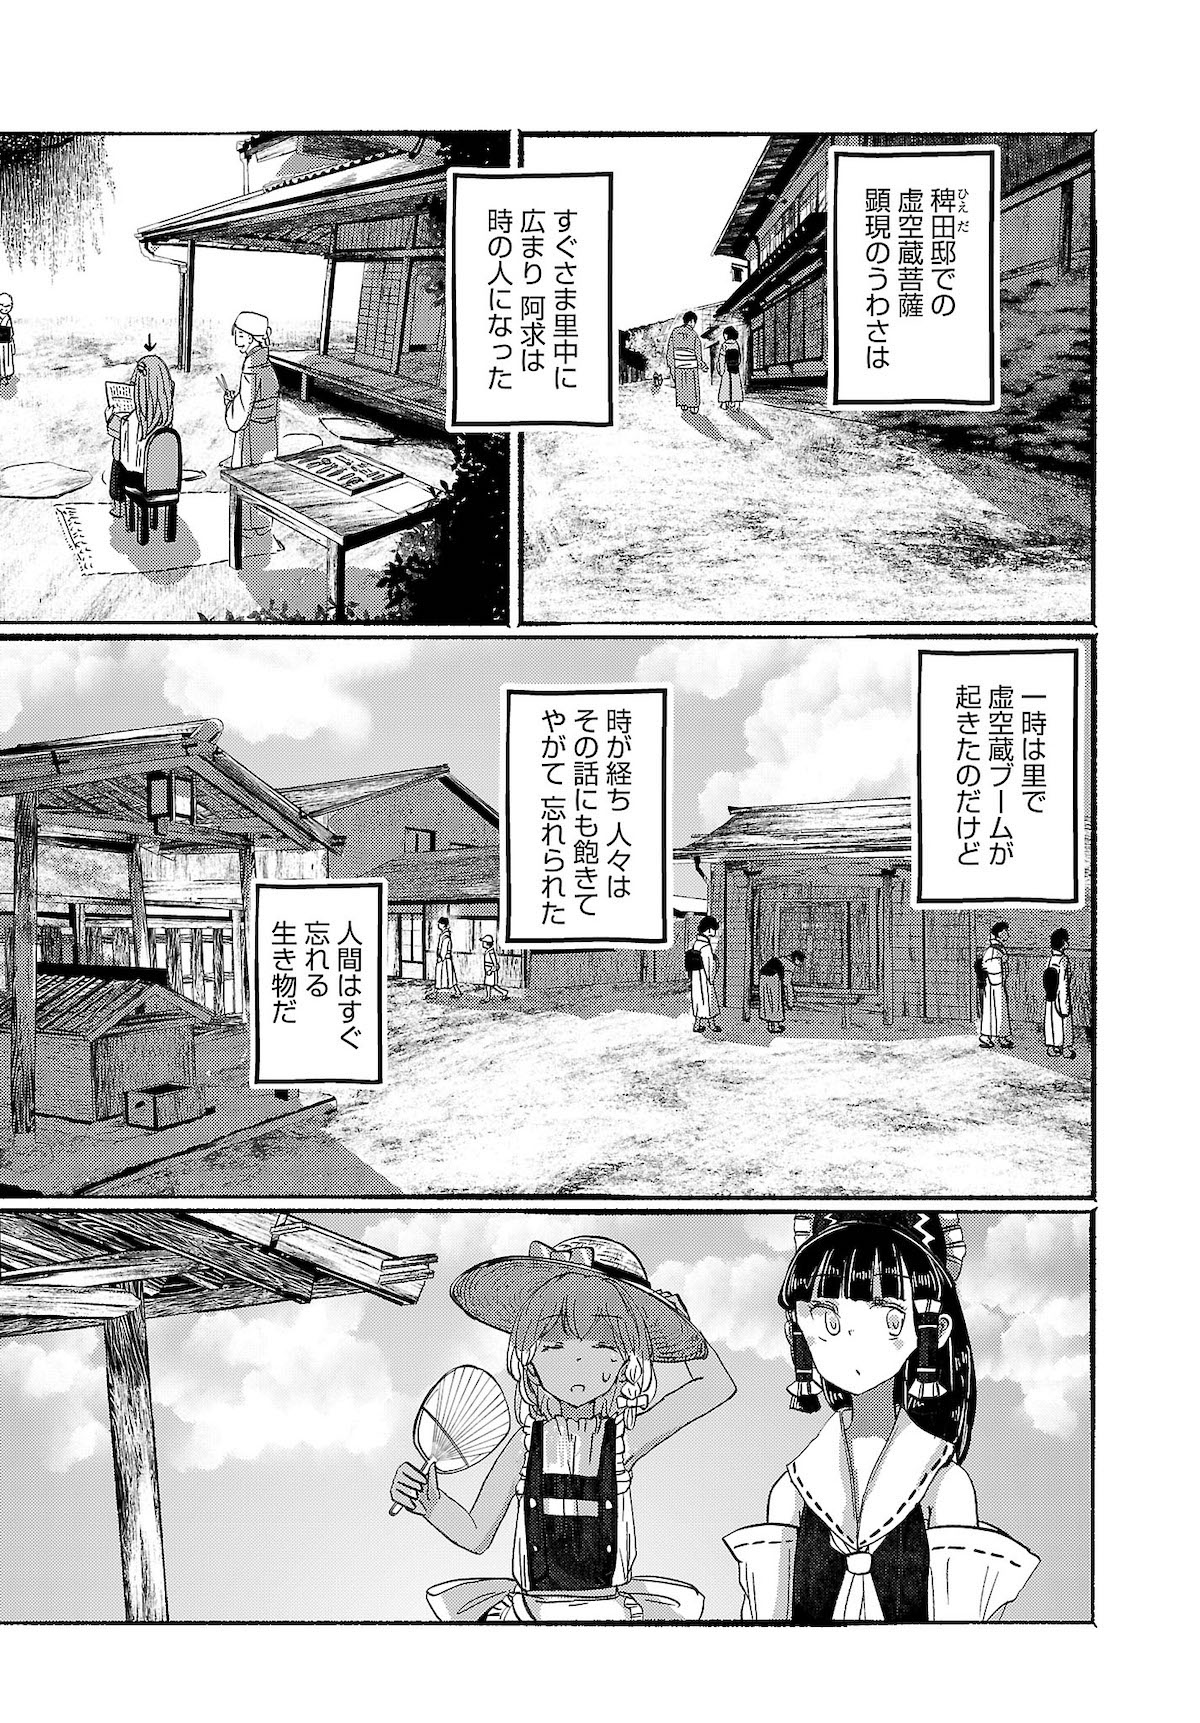 稗田邸での
ひえだ
虚空蔵菩薩
顕現のうわさは
すぐさま里中に
広まり 阿求は
時の人になった
一時は里で
虚空蔵ブームが
起きたのだけど
時が経ち 人々は
その話にも飽きて
やがて 忘れられた
人間はすぐ
忘れる
生き物だ